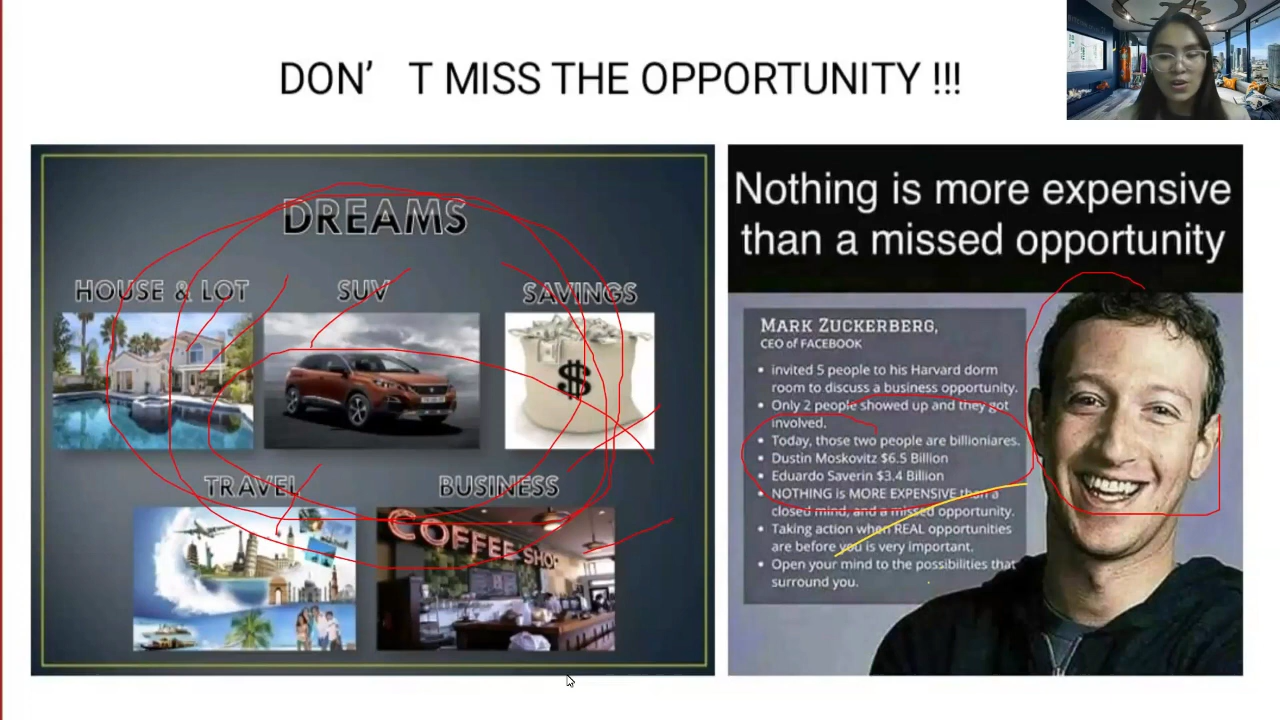 DON’ T MISS THE OPPORTUNITY !!!
DREAMS
HOUSE & LOT
SUV
SAVINGS
$
TRAVEL
BUSINESS
COFFEE SHOP
Nothing is more expensive
than a missed opportunity
MARK ZUCKERBERG,
CEO of FACEBOOK
• invited 5 people to his Harvard dorm
room to discuss a business opportunity.
• Only 2 people showed up and they got
involved.
• Today, those two people are billioniares.
• Dustin Moskovitz $6.5 Billion
• Eduardo Saverin $3.4 Billion
• NOTHING is MORE EXPENSIVE than a
closed mind, and a missed opportunity.
• Taking action when REAL opportunities
are before you is very important.
• Open your mind to the possibilities that
surround you.